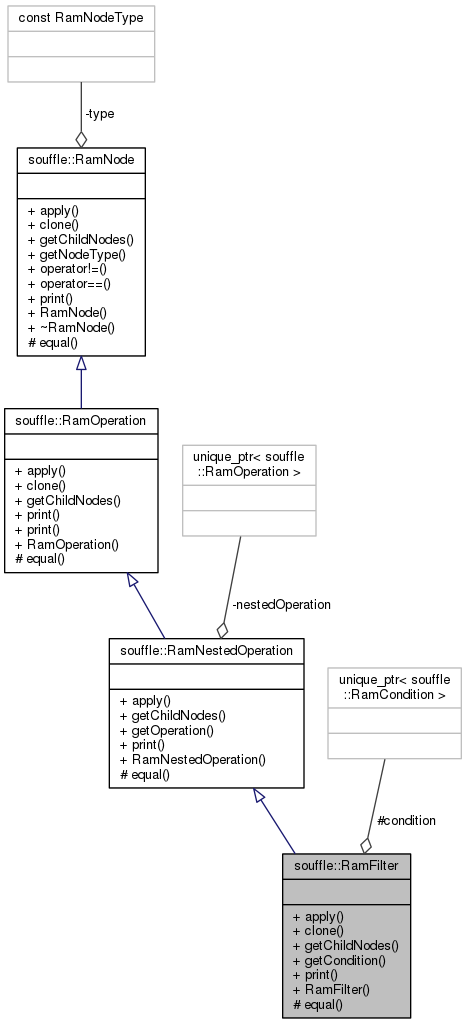 const RamNodeType
-type
souffle::RamNode
+ apply()
+ clone()
+ getChildNodes()
+ getNodeType()
+ operator!=()
+ operator==()
+ print()
+ RamNode()
+ ~RamNode()
# equal()
souffle::RamOperation
+ apply()
+ clone()
+ getChildNodes()
+ print()
+ print()
+ RamOperation()
# equal()
unique_ptr< souffle
::RamOperation >
-nestedOperation
souffle::RamNestedOperation
+ apply()
+ getChildNodes()
+ getOperation()
+ print()
+ RamNestedOperation()
# equal()
unique_ptr< souffle
::RamCondition >
#condition
souffle::RamFilter
+ apply()
+ clone()
+ getChildNodes()
+ getCondition()
+ print()
+ RamFilter()
# equal()